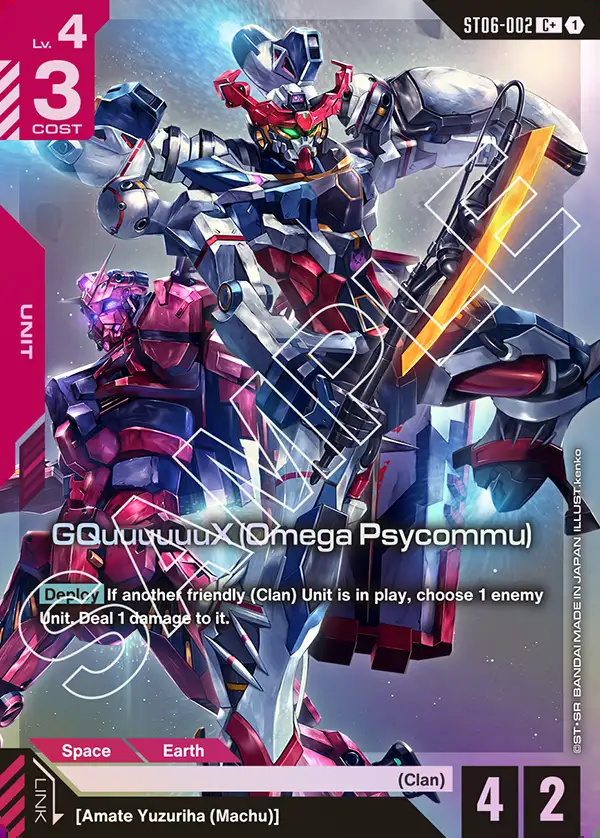 Lv. 4
3
COST
ST06-002 C+ 1
UNIT
SAMPLE
GQuuuuuuX (Omega Psycommu)
Deploy If another friendly (Clan) Unit is in play, choose 1 enemy
Unit. Deal 1 damage to it.
©ST・SR BANDAI MADE IN JAPAN ILLUST.kenko
Space Earth
(Clan)
LINK
[Amate Yuzuriha (Machu)]
4 2